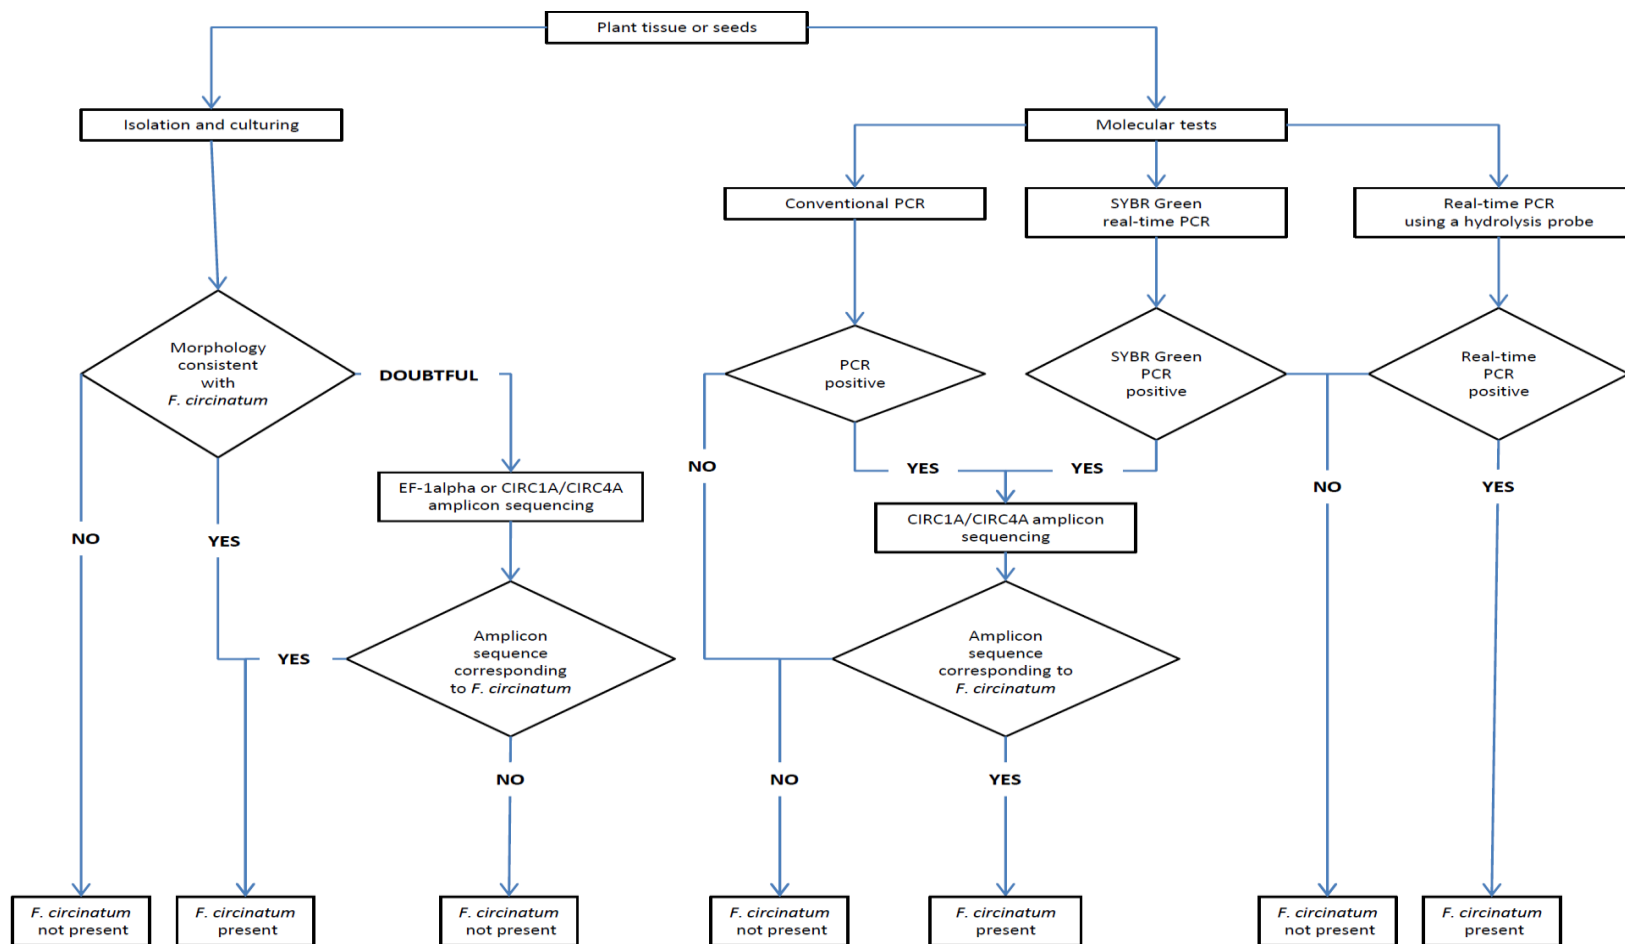 Plant tissue or seeds
Isolation and culturing
Molecular tests
Conventional PCR
SYBR Green
real-time PCR
Real-time PCR
using a hydrolysis probe
Morphology
consistent
with
F. circinatum
DOUBTFUL
PCR
positive
SYBR Green
PCR
positive
Real-time
PCR
positive
EF-1alpha or CIRC1A/CIRC4A
amplicon sequencing
NO
YES
NO
YES
YES
NO
YES
CIRC1A/CIRC4A amplicon
sequencing
YES
Amplicon
sequence
corresponding
to F. circinatum
Amplicon
sequence
corresponding to
F. circinatum
NO
NO
YES
F. circinatum
not present
F. circinatum
present
F. circinatum
not present
F. circinatum
not present
F. circinatum
present
F. circinatum
not present
F. circinatum
present